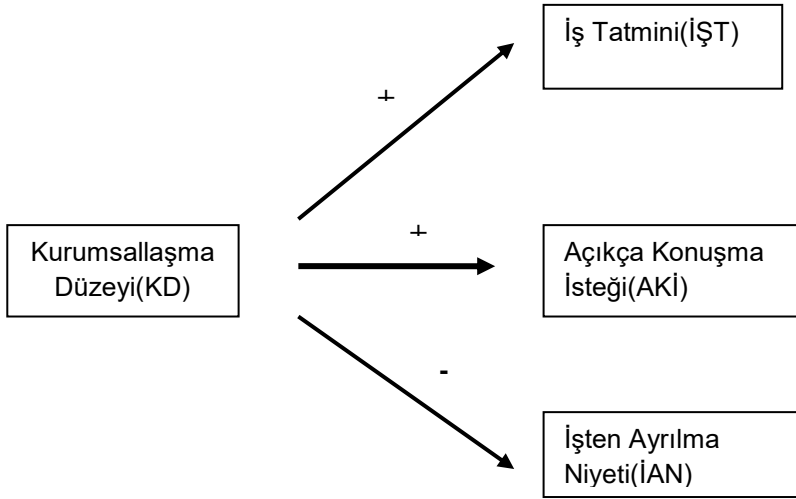 İş Tatmini(İŞT)
+
+
Kurumsallaşma
Düzeyi(KD)
Açıkça Konuşma
İsteği(AKİ)
-
İşten Ayrılma
Niyeti(İAN)